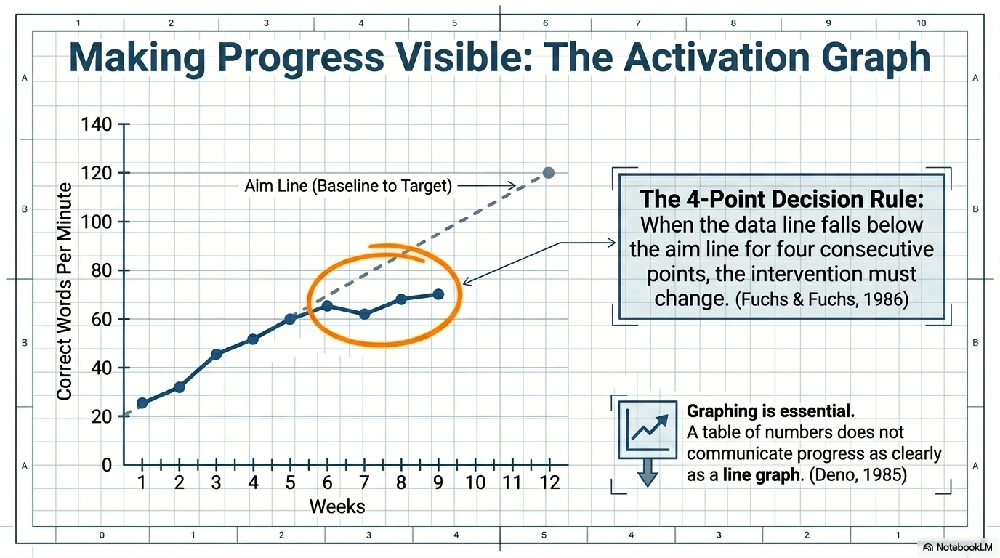 1 2 3 4 5 6 7 8 9 10
Making Progress Visible: The Activation Graph
A A
B B
B B
A A
140
120
100
80
60
40
20
0
Correct Words Per Minute
Aim Line (Baseline to Target)
1 2 3 4 5 6 7 8 9 10 11 12
Weeks
The 4-Point Decision Rule:
When the data line falls below
the aim line for four consecutive
points, the intervention must
change. (Fuchs & Fuchs, 1986)
Graphing is essential.
A table of numbers does not
communicate progress as clearly
as a line graph. (Deno, 1985)
0 1 2 3 4 5 4 3 2 1
NotebookLM